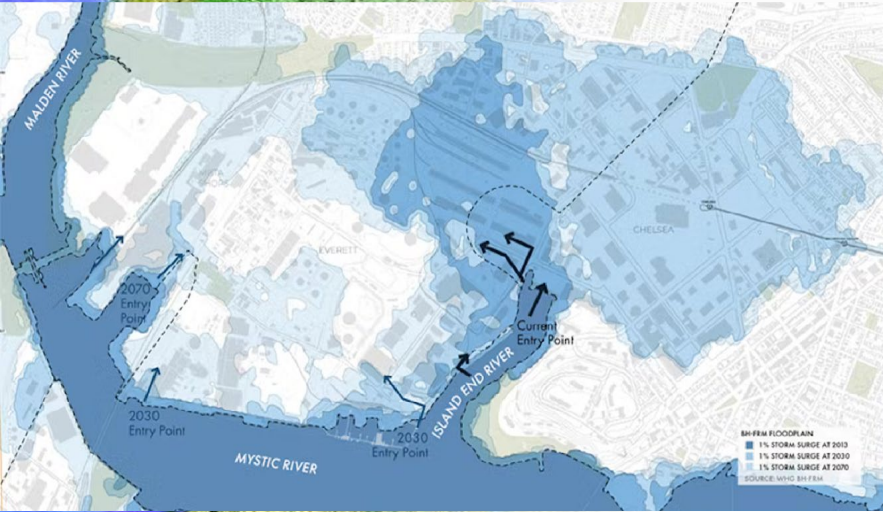 MALDEN RIVER
EVERETT
CHELSEA
2070
Entry
Point
Current
Entry Point
ISLAND END RIVER
2030
Entry Point
2030
Entry Point
MYSTIC RIVER
BH-FRM FLOODPLAIN
1% STORM SURGE AT 2013
1% STORM SURGE AT 2030
1% STORM SURGE AT 2070
SOURCE: WHG BH-FRM